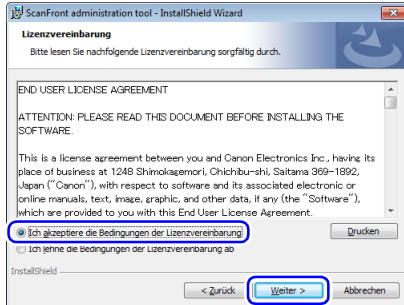 ScanFront administration tool - InstallShield Wizard
Lizenzvereinbarung
Bitte lesen Sie nachfolgende Lizenzvereinbarung sorgfältig durch.
END USER LICENSE AGREEMENT
ATTENTION: PLEASE READ THIS DOCUMENT BEFORE INSTALLING THE
SOFTWARE.
This is a license agreement between you and Canon Electronics Inc., having its
place of business at 1248 Shimokagemori, Chichibu-shi, Saitama 369-1892,
Japan ("Canon"), with respect to software and its associated electronic or
online manuals, text, image, graphic, and other data, if any (the "Software"),
which are provided to you with this End User License Agreement.
Ich akzeptiere die Bedingungen der Lizenzvereinbarung
Drucken
Ich lehne die Bedingungen der Lizenzvereinbarung ab
InstallShield
< Zurück
Weiter >
Abbrechen